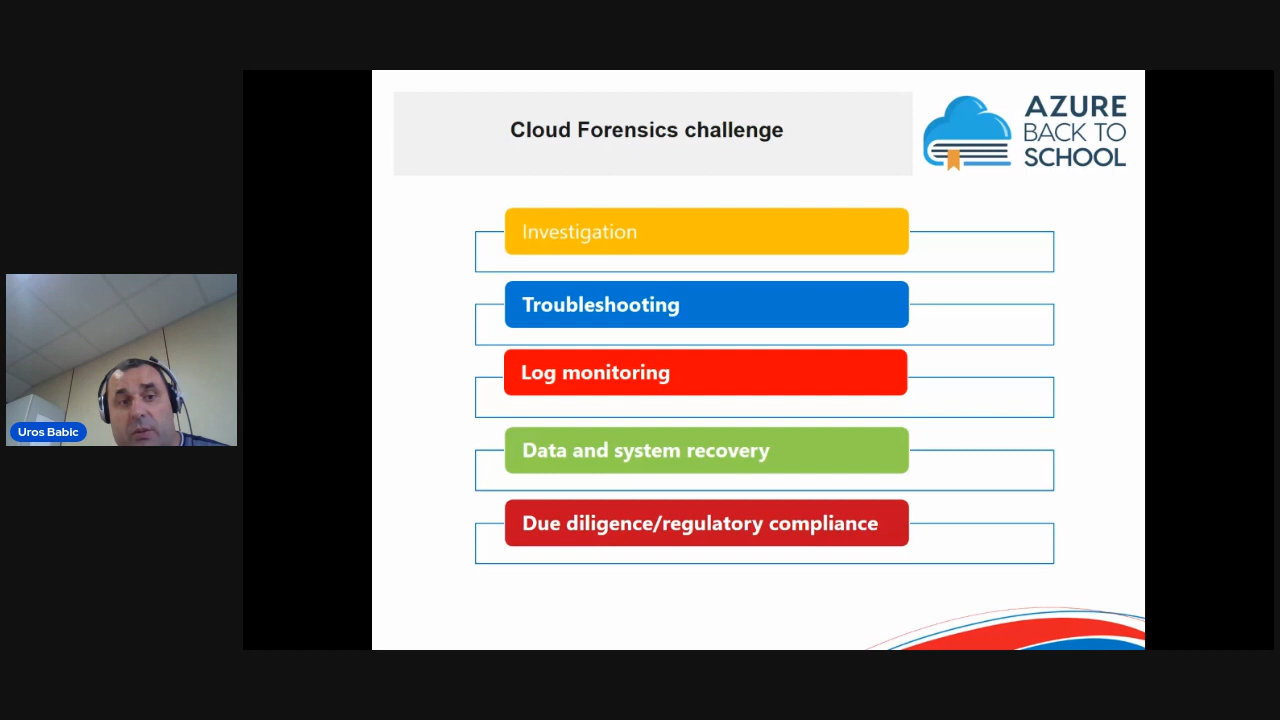 Cloud Forensics challenge
AZURE
BACK TO
SCHOOL
Investigation
Troubleshooting
Log monitoring
Data and system recovery
Due diligence/regulatory compliance
Uros Babic